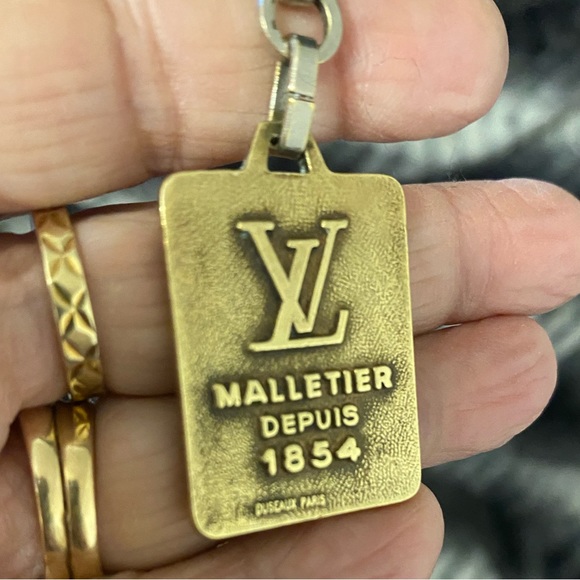 LV
MALLETIER
DEPUIS
1854
DUSEAUX PARIS